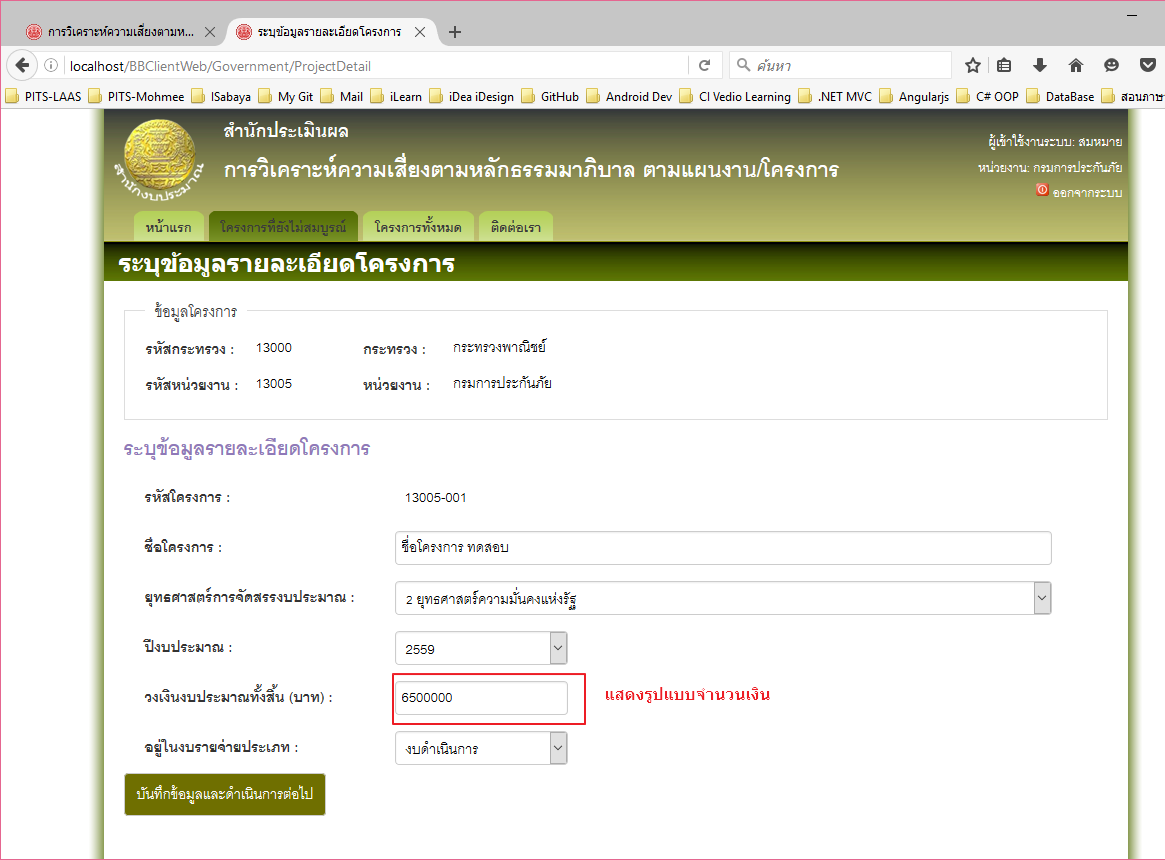 การวิเคราะห์ความเสี่ยงตามห...
ระบุข้อมูลรายละเอียดโครงการ
localhost/BBClientWeb/Government/ProjectDetail
ค้นหา
PITS-LAAS PITS-Mohmee ISabaya My Git Mail iLearn iDea iDesign GitHub Android Dev CI Vedio Learning .NET MVC Angularjs C# OOP DataBase สอนภาษ
สำนักงบประมาณ
สำนักประเมินผล
การวิเคราะห์ความเสี่ยงตามหลักธรรมมาภิบาล ตามแผนงาน/โครงการ
ผู้เข้าใช้งานระบบ: สมหมาย
หน่วยงาน: กรมการประกันภัย
ออกจากระบบ
หน้าแรก โครงการที่ยังไม่สมบูรณ์ โครงการทั้งหมด ติดต่อเรา
ระบุข้อมูลรายละเอียดโครงการ
ข้อมูลโครงการ
รหัสกระทรวง : 13000 กระทรวง : กระทรวงพาณิชย์
รหัสหน่วยงาน : 13005 หน่วยงาน : กรมการประกันภัย
ระบุข้อมูลรายละเอียดโครงการ
รหัสโครงการ : 13005-001
ชื่อโครงการ : ชื่อโครงการ ทดสอบ
ยุทธศาสตร์การจัดสรรงบประมาณ : 2 ยุทธศาสตร์ความมั่นคงแห่งรัฐ
ปีงบประมาณ : 2559
วงเงินงบประมาณทั้งสิ้น (บาท) : 6500000 แสดงรูปแบบจำนวนเงิน
อยู่ในงบรายจ่ายประเภท : งบดำเนินการ
บันทึกข้อมูลและดำเนินการต่อไป